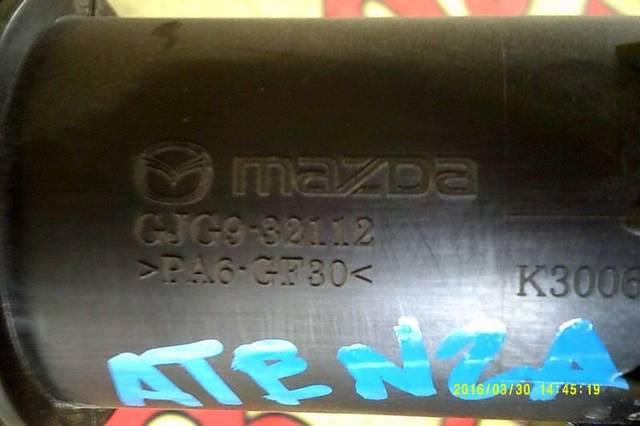 mazda
GJG9-32112
>PA6-GF30<
K3006
ATENZA
2016/03/30 14:45:19